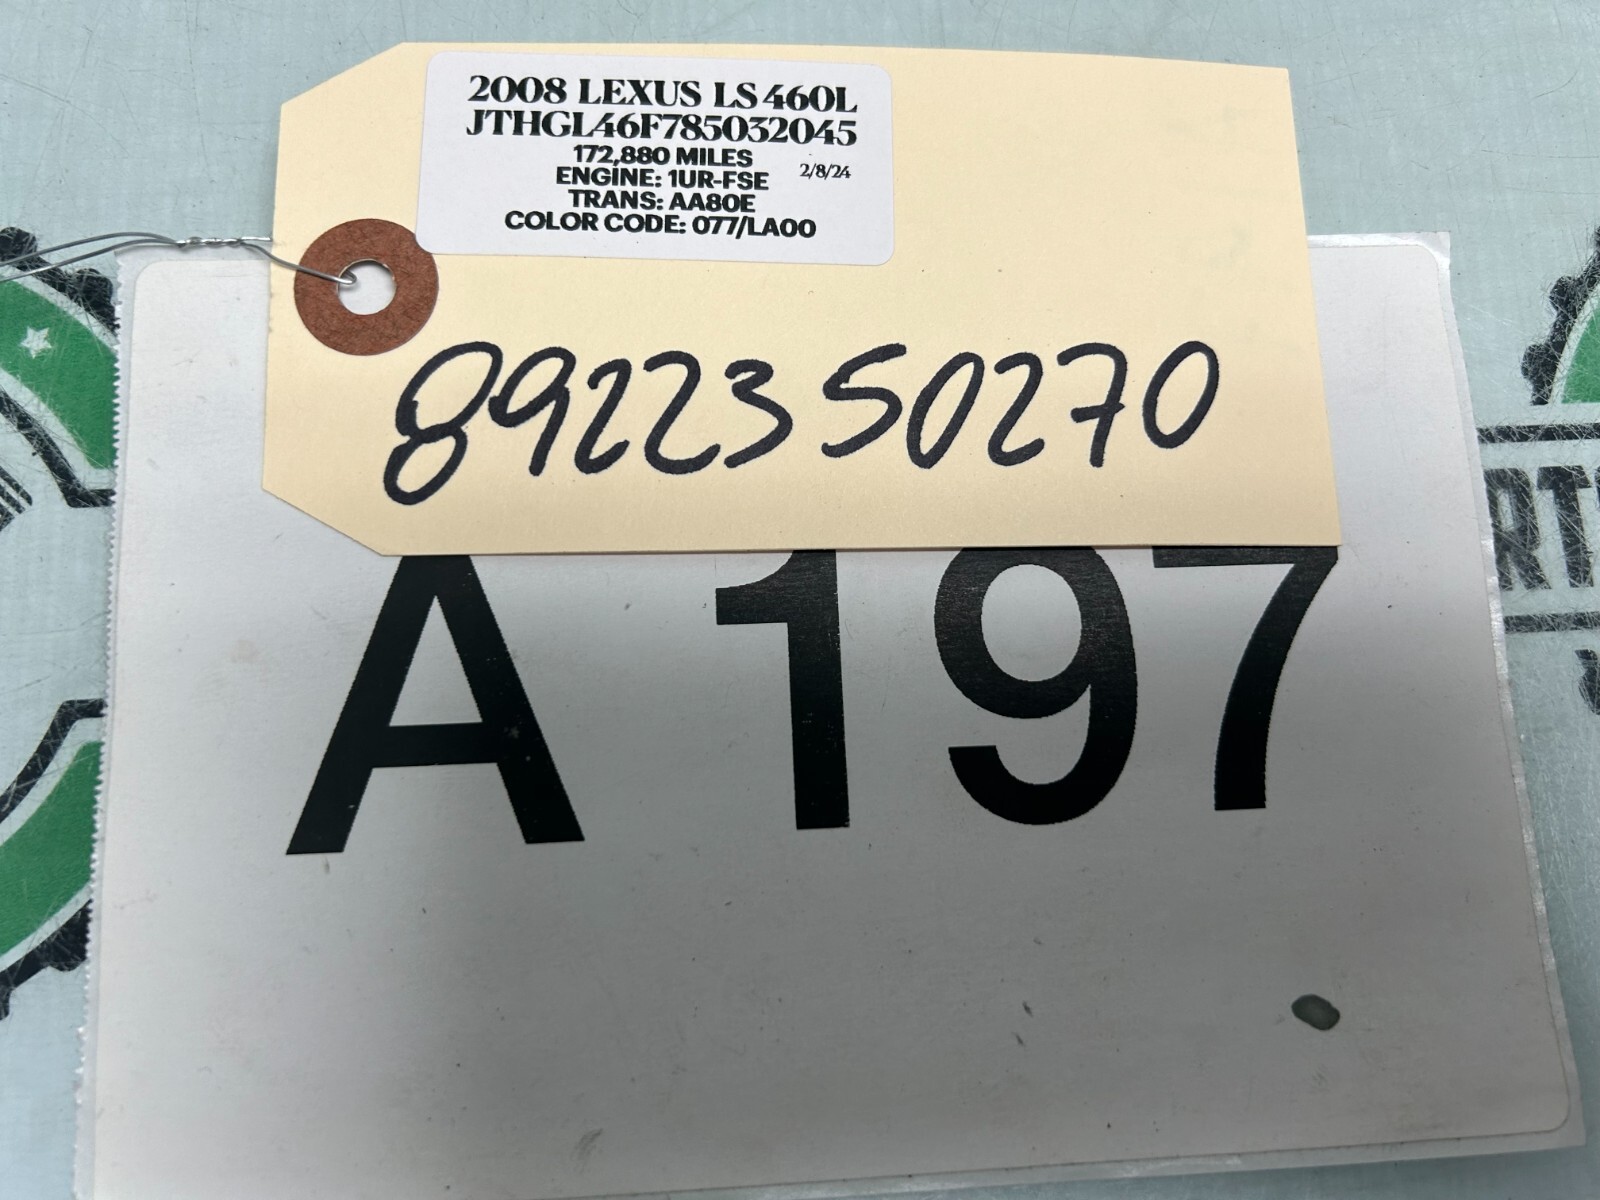 2008 LEXUS LS 460L
JTHGL46F785032045
172,880 MILES
2/8/24
ENGINE: 1UR-FSE
TRANS: AA80E
COLOR CODE: 077/LA00
8922350270
A 197